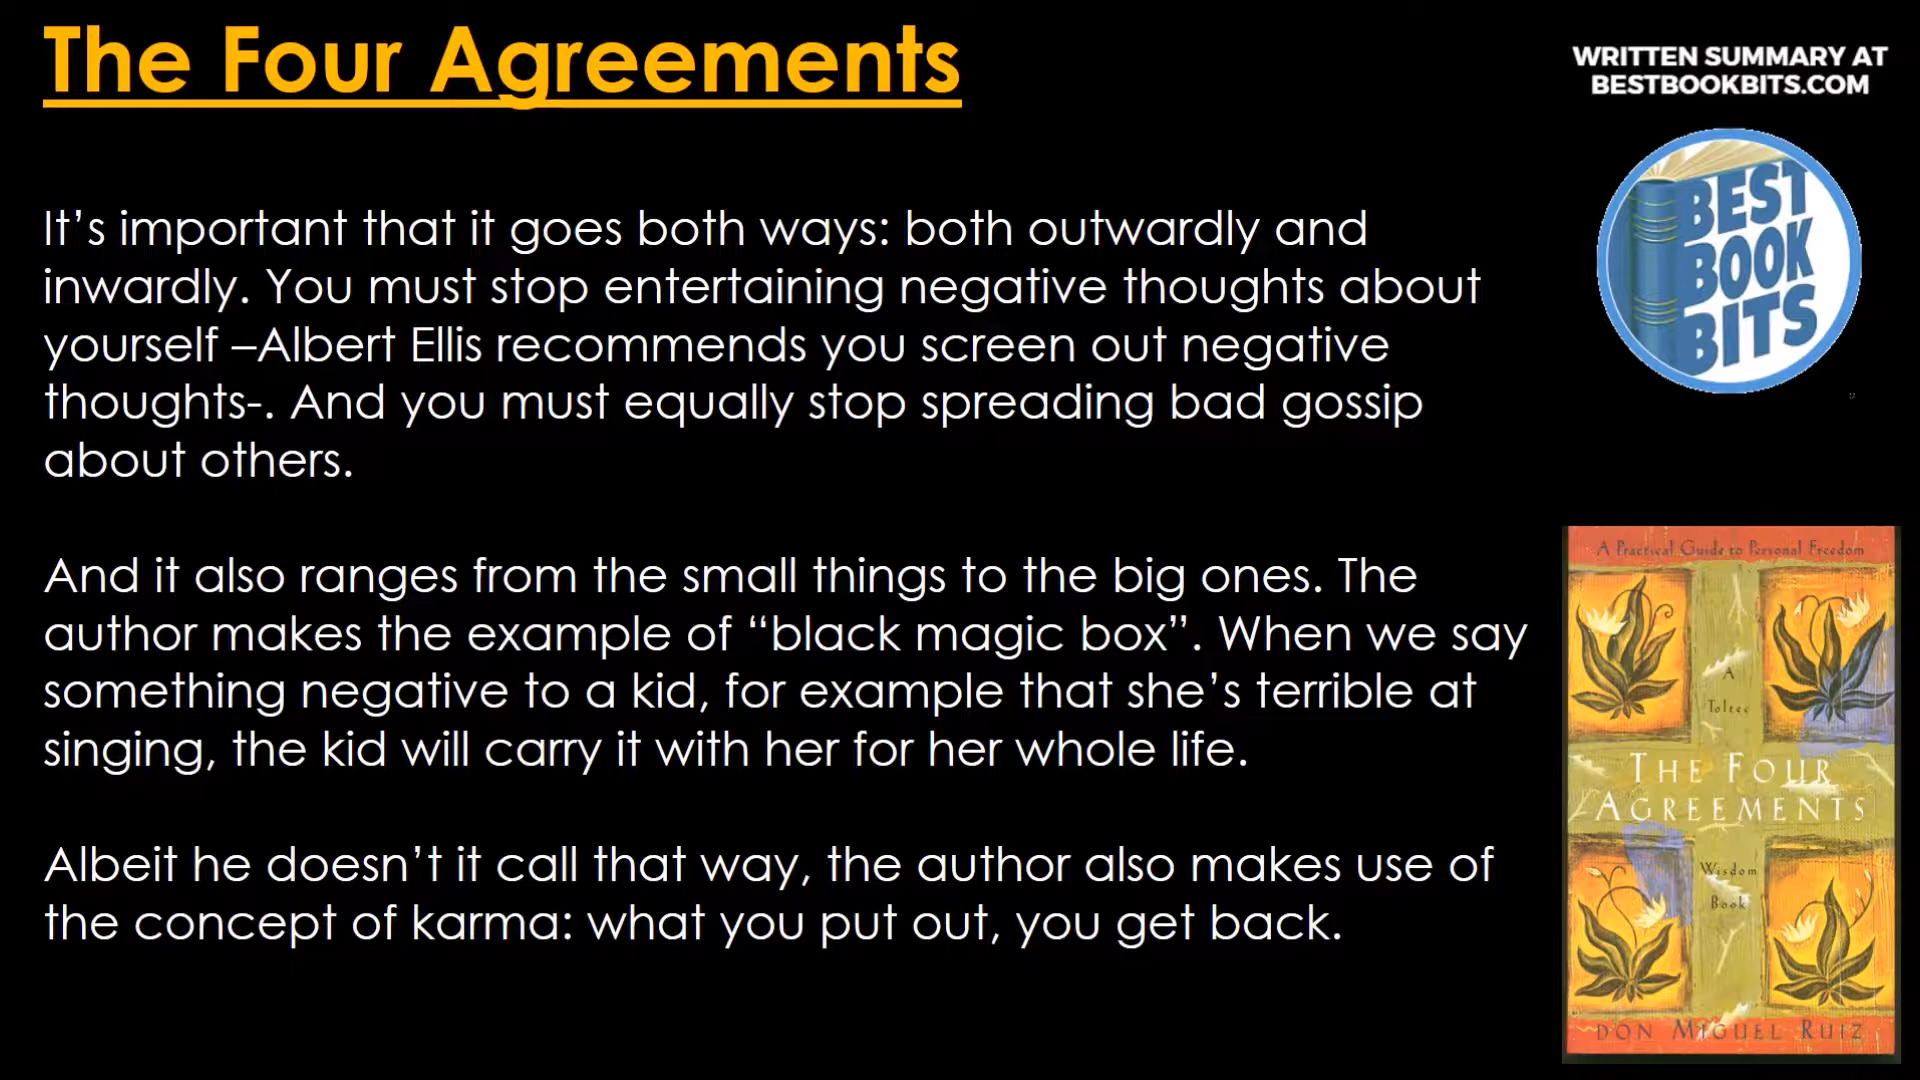 The Four Agreements
WRITTEN SUMMARY AT
BESTBOOKBITS.COM
BEST
BOOK
BITS
It’s important that it goes both ways: both outwardly and
inwardly. You must stop entertaining negative thoughts about
yourself –Albert Ellis recommends you screen out negative
thoughts-. And you must equally stop spreading bad gossip
about others.
And it also ranges from the small things to the big ones. The
author makes the example of “black magic box”. When we say
something negative to a kid, for example that she’s terrible at
singing, the kid will carry it with her for her whole life.
Albeit he doesn’t it call that way, the author also makes use of
the concept of karma: what you put out, you get back.
A Practical Guide to Personal Freedom
A
Toltec
THE FOUR
AGREEMENTS
Wisdom
Book
DON MIGUEL RUIZ